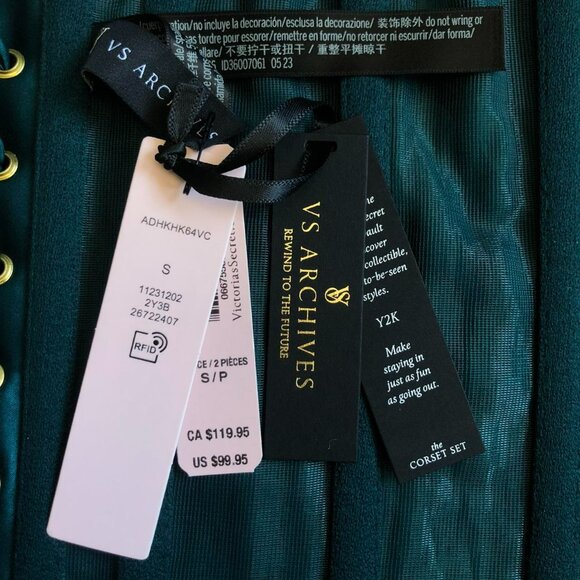 tion/no incluye la decoración/esclusa la decorazione/ 装饰除外 do not wring or
as tordo pour essorer/remettre en forme/no retorcer ni escurrir/dar forma/
/ 不要拧干或扭干 / 重整平摊晾干
ID36007061 05 23
VS ARCHIVES
ADHKHK64VC
S
11231202
2Y3B
26722407
RFID
VictoriasSecret
CE / 2 PIÈCES
S / P
CA $119.95
US $99.95
VS ARCHIVES
REWIND TO THE FUTURE
VS
ecret
ault
cover
collectible,
to-be-seen
styles.
Y2K
Make
staying in
just as fun
as going out.
the
CORSET SET